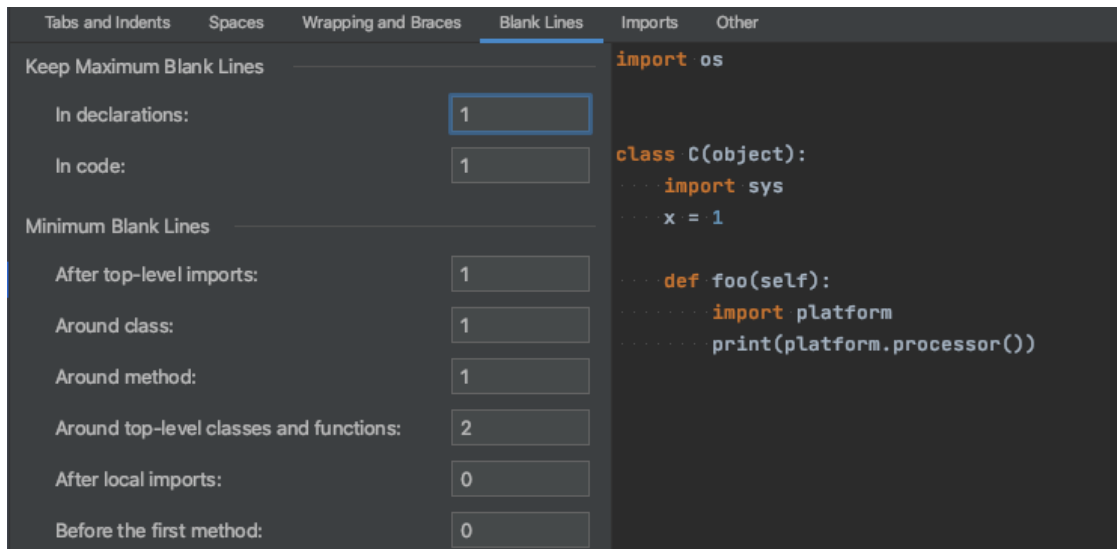 Tabs and Indents Spaces Wrapping and Braces Blank Lines Imports Other
Keep Maximum Blank Lines
In declarations: 1
In code: 1
Minimum Blank Lines
After top-level imports: 1
Around class: 1
Around method: 1
Around top-level classes and functions: 2
After local imports: 0
Before the first method: 0
import os
class C(object):
import sys
x = 1
def foo(self):
import platform
print(platform.processor())